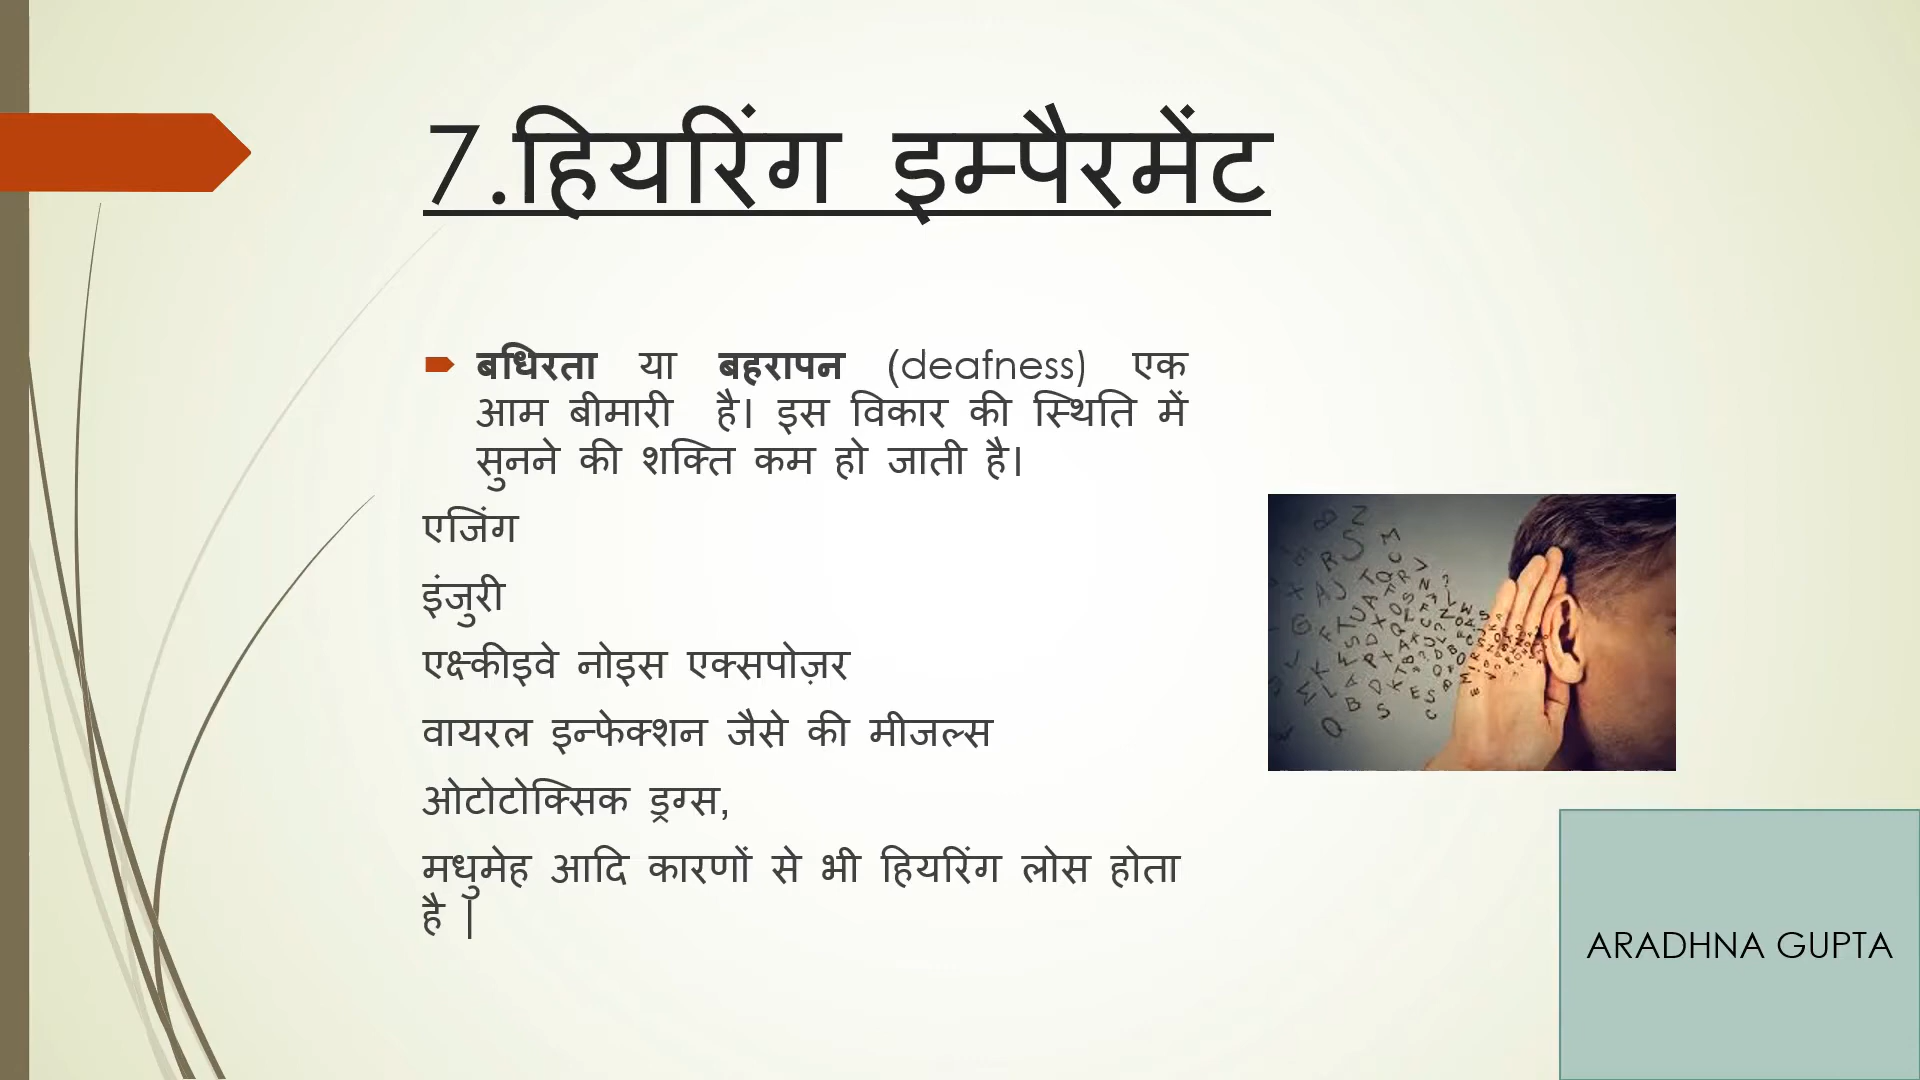 7.हियरिंग इम्पैरमेंट
बधिरता या बहरापन (deafness) एक
आम बीमारी है। इस विकार की स्थिति में
सुनने की शक्ति कम हो जाती है।
एजिंग
इंजुरी
एक्ष्कीइवे नोइस एक्सपोज़र
वायरल इन्फेक्शन जैसे की मीजल्स
ओटोटोक्सिक ड्रग्स,
मधुमेह आदि कारणों से भी हियरिंग लोस होता
है |
ARADHNA GUPTA